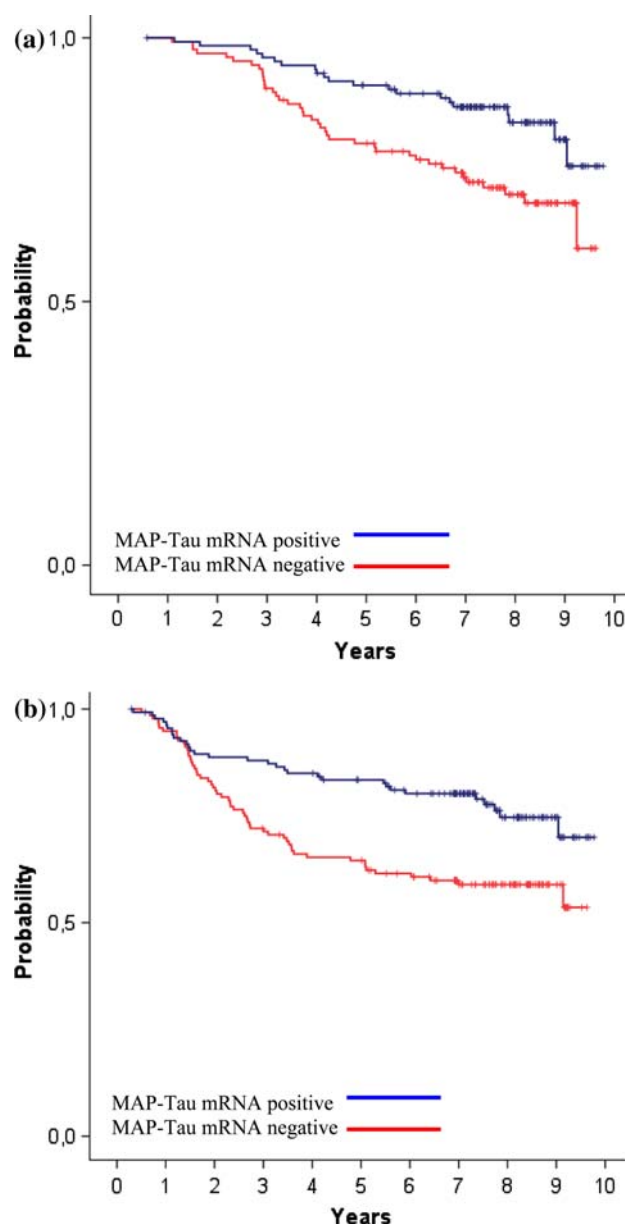 (a)
1,0
0,5
0,0
Probability
MAP-Tau mRNA positive
MAP-Tau mRNA negative
0 1 2 3 4 5 6 7 8 9 10
Years
(b)
1,0
0,5
0,0
Probability
MAP-Tau mRNA positive
MAP-Tau mRNA negative
0 1 2 3 4 5 6 7 8 9 10
Years